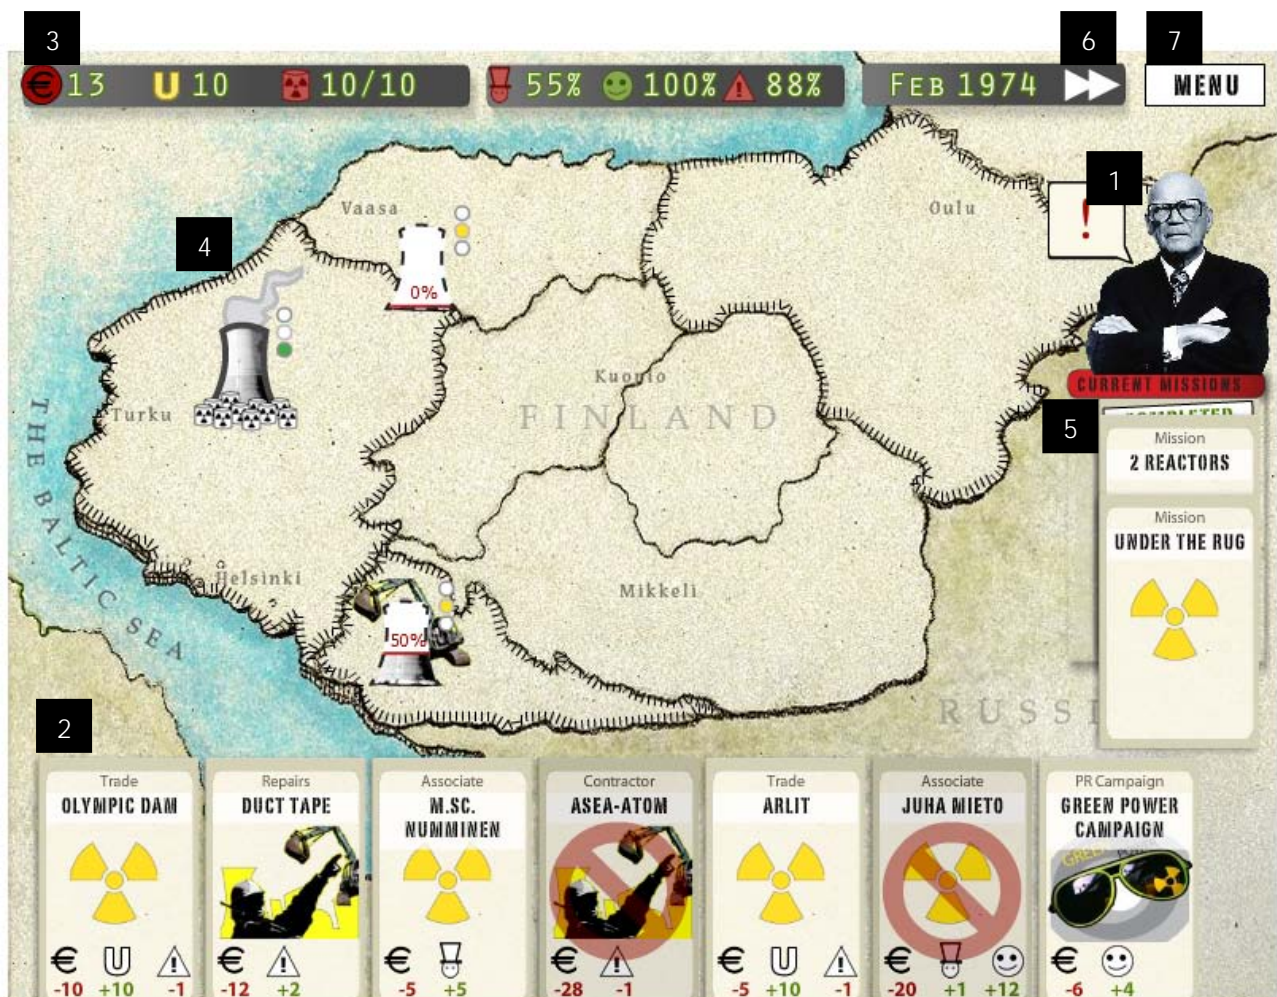 3
6
7
€ 13 U 10 10/10
55% 100% 88%
FEB 1974
MENU
1
!
Vaasa
Oulu
4
0%
Turku
Kuopio
FINLAND
CURRENT MISSIONS
COMPLETED
5
Mission
2 REACTORS
Mission
UNDER THE RUG
THE BALTIC SEA
Helsinki
Mikkeli
50%
RUSSI
2
Trade
OLYMPIC DAM
€ U !
-10 +10 -1
Repairs
DUCT TAPE
€ !
-12 +2
Associate
M.SC.
NUMMINEN
€
-5 +5
Contractor
ASEA-ATOM
€ !
-28 -1
Trade
ARLIT
€ U !
-5 +10 -1
Associate
JUHA MIETO
€
-20 +1 +12
PR Campaign
GREEN POWER
CAMPAIGN
€
-6 +4